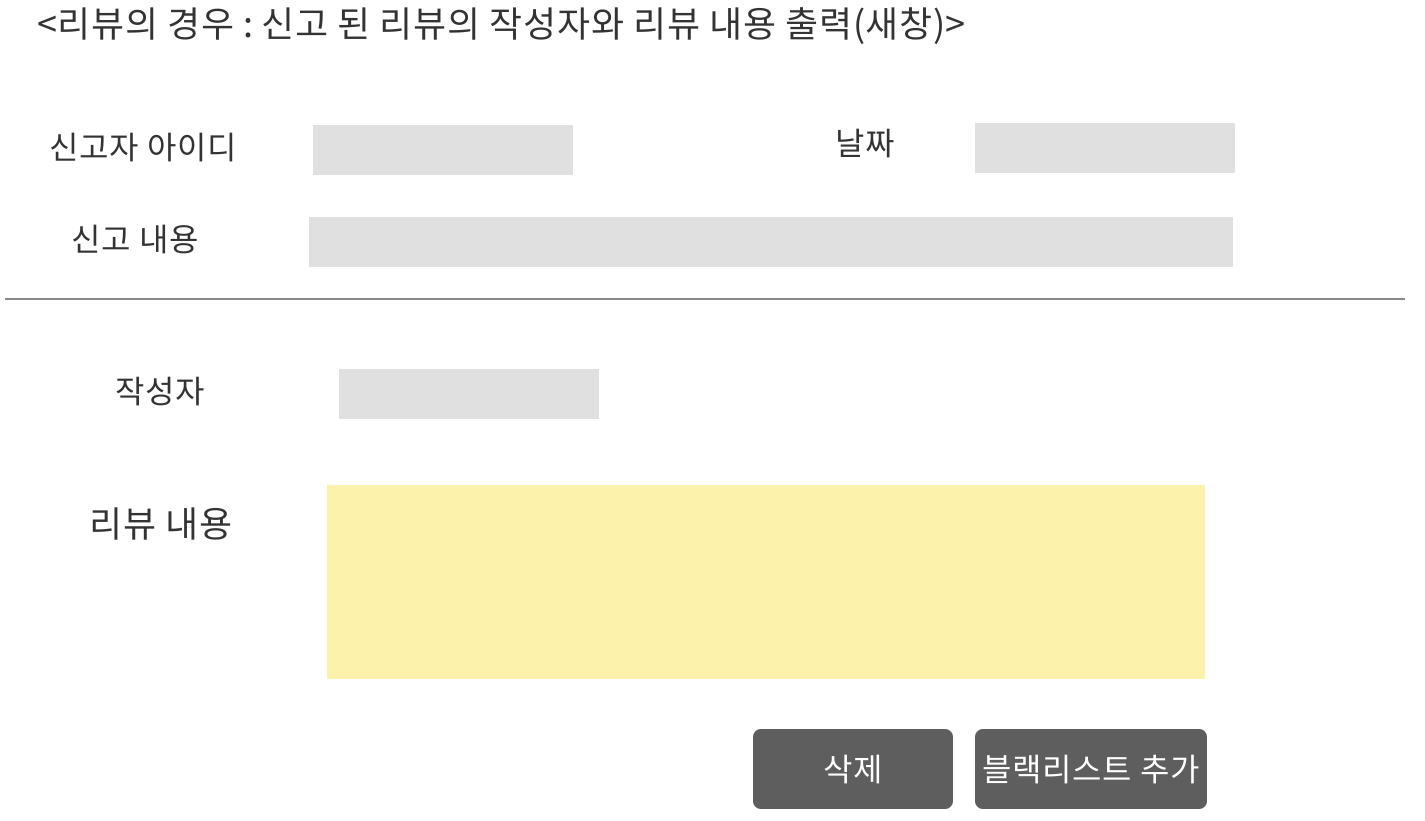 <리뷰의 경우 : 신고 된 리뷰의 작성자와 리뷰 내용 출력(새창)>
신고자 아이디
날짜
신고 내용
작성자
리뷰 내용
삭제
블랙리스트 추가